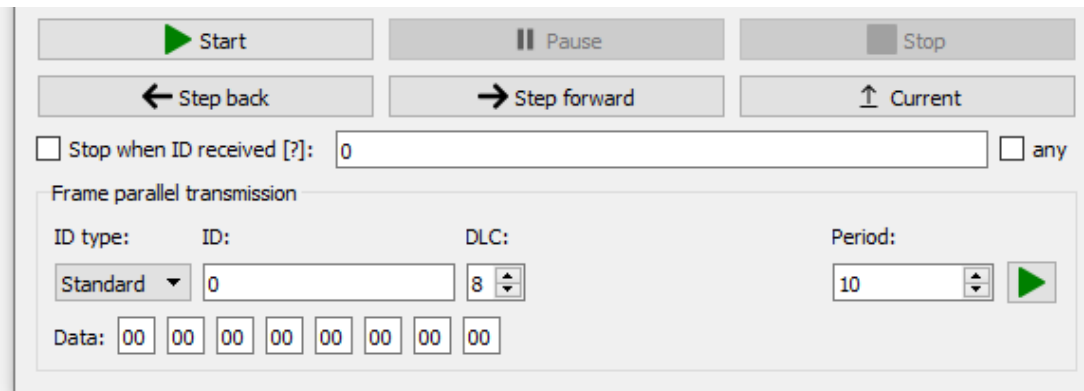 Start Pause Stop
Step back Step forward Current
Stop when ID received [?]: 0 any
Frame parallel transmission
ID type: ID: DLC: Period:
Standard 0 8 10
Data: 00 00 00 00 00 00 00 00